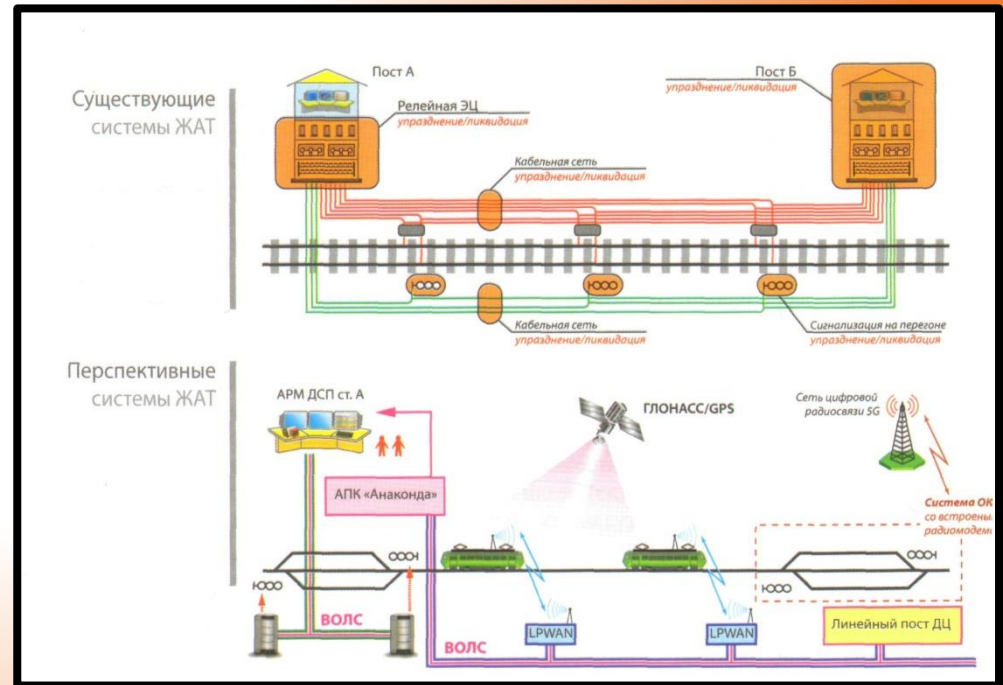 Существующие
системы ЖАТ
Пост А
Релейная ЭЦ
упразднение/ликвидация
Пост Б
упразднение/ликвидация
Кабельная сеть
упразднение/ликвидация
Кабельная сеть
упразднение/ликвидация
Сигнализация на перегоне
упразднение/ликвидация
Перспективные
системы ЖАТ
АРМ ДСП ст. А
АПК «Анаконда»
ГЛОНАСС/GPS
Сеть цифровой
радиосвязи 5G
Система ОК
со встроены
радиомодем
ВОЛС
ВОЛС
LPWAN
LPWAN
Линейный пост ДЦ